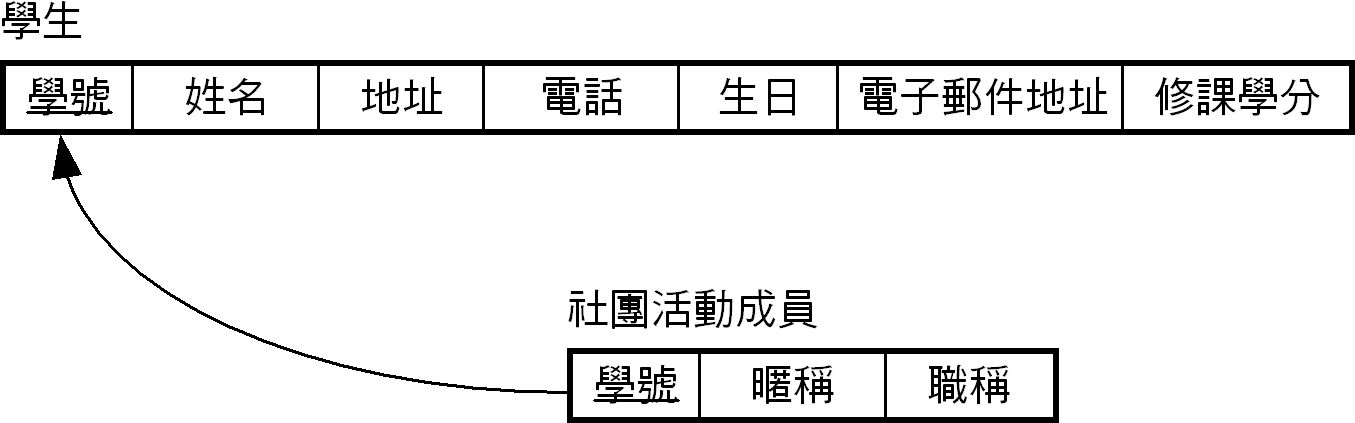 學生
學號 姓名 地址 電話 生日 電子郵件地址 修課學分
社團活動成員
學號 暱稱 職稱